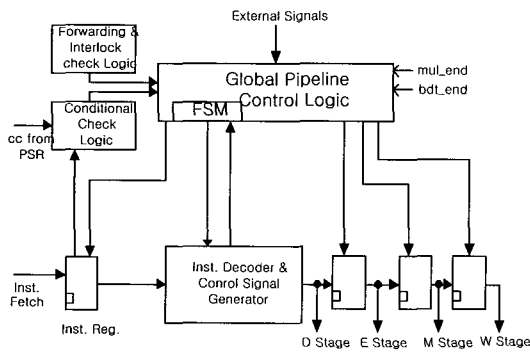 External Signals
Forwarding &
Interlock
check Logic
Global Pipeline
Control Logic
mul_end
bdt_end
FSM
Conditional
Check
Logic
cc from
PSR
Inst.
Fetch
Inst. Decoder &
Conrol Signal
Generator
Inst. Reg.
D Stage
E Stage
M Stage
W Stage